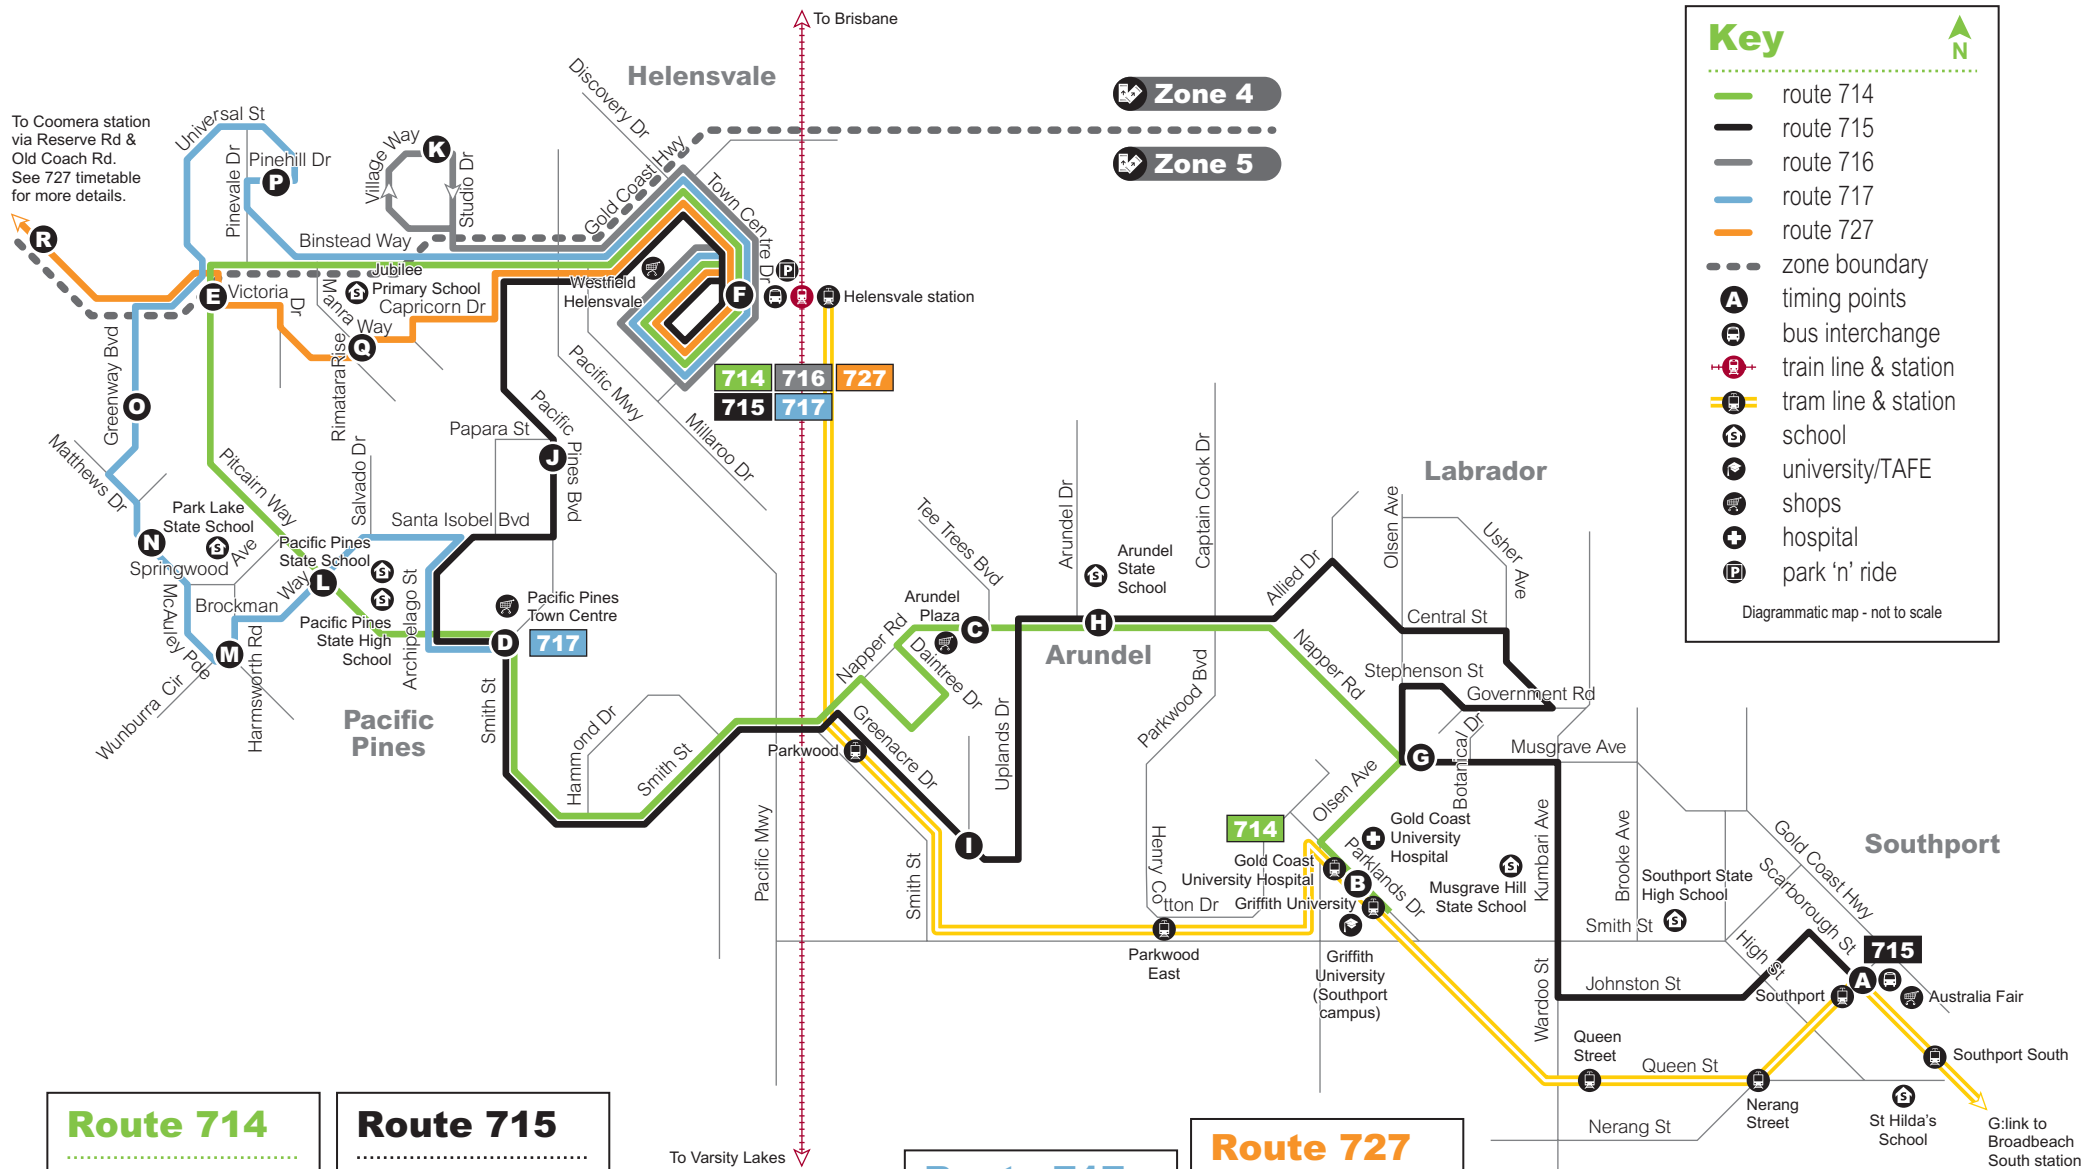 To Brisbane
Helensvale
Discovery Dr
Zone 4
Zone 5
Key
N
route 714
route 715
route 716
route 717
route 727
zone boundary
A
timing points
bus interchange
train line & station
tram line & station
S
school
university/TAFE
shops
hospital
P
park 'n' ride
Diagrammatic map - not to scale
To Coomera station
via Reserve Rd &
Old Coach Rd.
See 727 timetable
for more details.
Universal St
Pinevale Dr
Pinehill Dr
P
Village Way
K
Studio Dr
Gold Coast Hwy
Town Centre Dr
R
Binstead Way
Jubilee
Primary School
S
E
Victoria
Dr
Manra
Way
Capricorn Dr
Westfield
Helensvale
F
P
Helensvale station
Q
Rimatara Rise
Greenway Bvd
O
Pacific Mwy
Millaroo Dr
714
716
727
715
717
Pacific
Pines Bvd
Papara St
J
Matthews Dr
Pitcairn Way
Salvado Dr
Santa Isobel Bvd
Park Lake
State School
S
N
Springwood
Ave
Pacific Pines
State School
S
S
L
Brockman
Way
McAuley Pde
M
Harmsworth Rd
Wunburra Cir
Pacific Pines
State High
School
Archipelago St
Pacific Pines
Town Centre
D
717
Pacific
Pines
Smith St
Hammond Dr
Smith St
Pacific Mwy
Parkwood
Napper Rd
Daintree Dr
Greenacre Dr
I
Uplands Dr
Arundel
Plaza
C
Tee Trees Bvd
Arundel Dr
Arundel
State
School
S
H
Arundel
Captain Cook Dr
Parkwood Bvd
Labrador
Olsen Ave
Usher
Ave
Allied Dr
Central St
Stephenson St
Government Rd
Napper Rd
G
Botanical Dr
Musgrave Ave
Olsen Ave
714
Gold Coast
University Hospital
Gold Coast
University
Hospital
Parklands Dr
B
Griffith University
Griffith
University
(Southport
campus)
Henry Cotton Dr
Parkwood
East
Smith St
Musgrave Hill
State School
S
Kumbari Ave
Brooke Ave
Southport State
High School
S
Smith St
Wardoo St
Johnston St
High St
Scarborough St
Gold Coast Hwy
Southport
715
A
Southport
Australia Fair
Southport South
Queen
Street
Queen St
Nerang
Street
Nerang St
S
St Hilda's
School
G:link to
Broadbeach
South station
To Varsity Lakes
Route 714
Route 715
Route 727